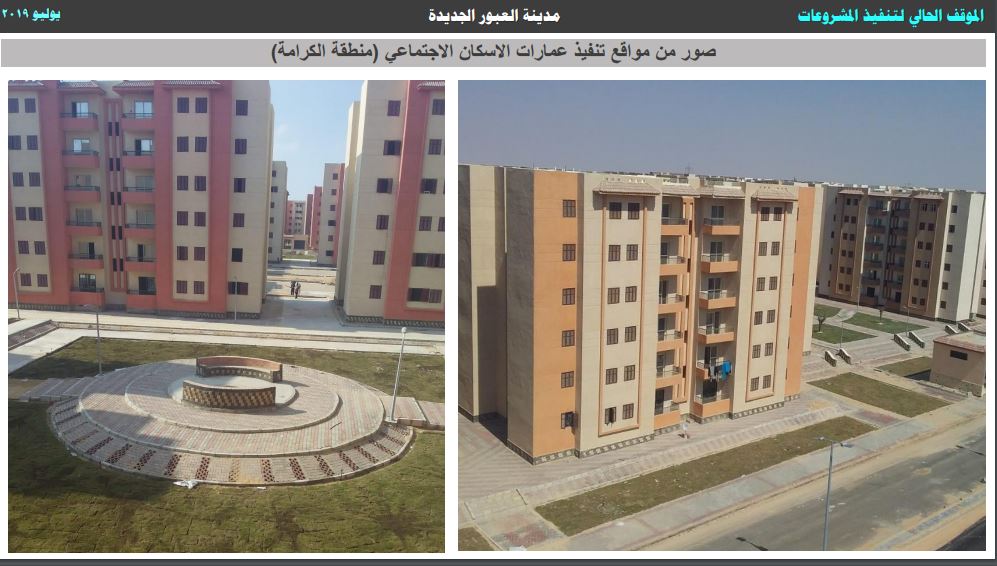 الموقف الحالي لتنفيذ المشروعات
مدينة العبور الجديدة
يوليو ٢٠١٩
صور من مواقع تنفيذ عمارات الاسكان الاجتماعي (منطقة الكرامة)